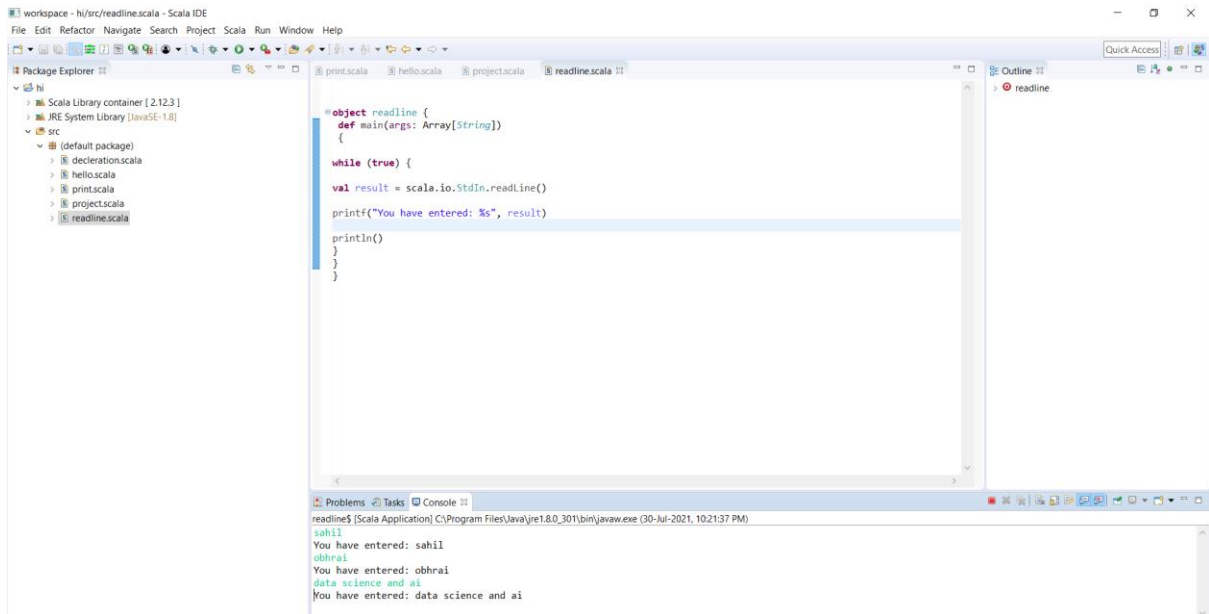 workspace - hi/src/readline.scala - Scala IDE
File Edit Refactor Navigate Search Project Scala Run Window Help
Quick Access
Package Explorer
hi
Scala Library container [ 2.12.3 ]
JRE System Library [JavaSE-1.8]
src
(default package)
decleration.scala
hello.scala
print.scala
project.scala
readline.scala
print.scala hello.scala project.scala readline.scala
object readline {
def main(args: Array[String])
{
while (true) {
val result = scala.io.StdIn.readLine()
printf("You have entered: %s", result)
println()
}
}
}
Outline
readline
Problems Tasks Console
readline$ [Scala Application] C:\Program Files\Java\jre1.8.0_301\bin\javaw.exe (30-Jul-2021, 10:21:37 PM)
sahil
You have entered: sahil
obhrai
You have entered: obhrai
data science and ai
You have entered: data science and ai